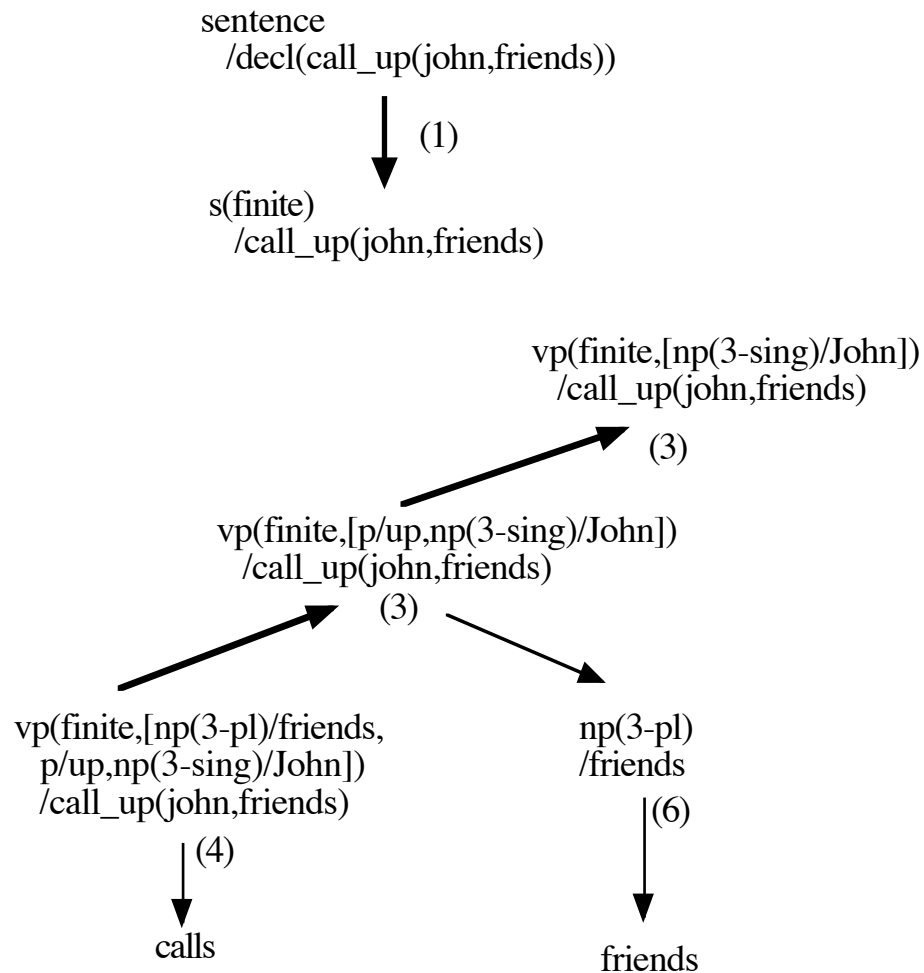 sentence
/decl(call_up(john,friends))
(1)
s(finite)
/call_up(john,friends)
vp(finite,[np(3-sing)/John])
/call_up(john,friends)
(3)
vp(finite,[p/up,np(3-sing)/John])
/call_up(john,friends)
(3)
vp(finite,[np(3-pl)/friends,
p/up,np(3-sing)/John])
/call_up(john,friends)
np(3-pl)
/friends
(4)
(6)
calls
friends